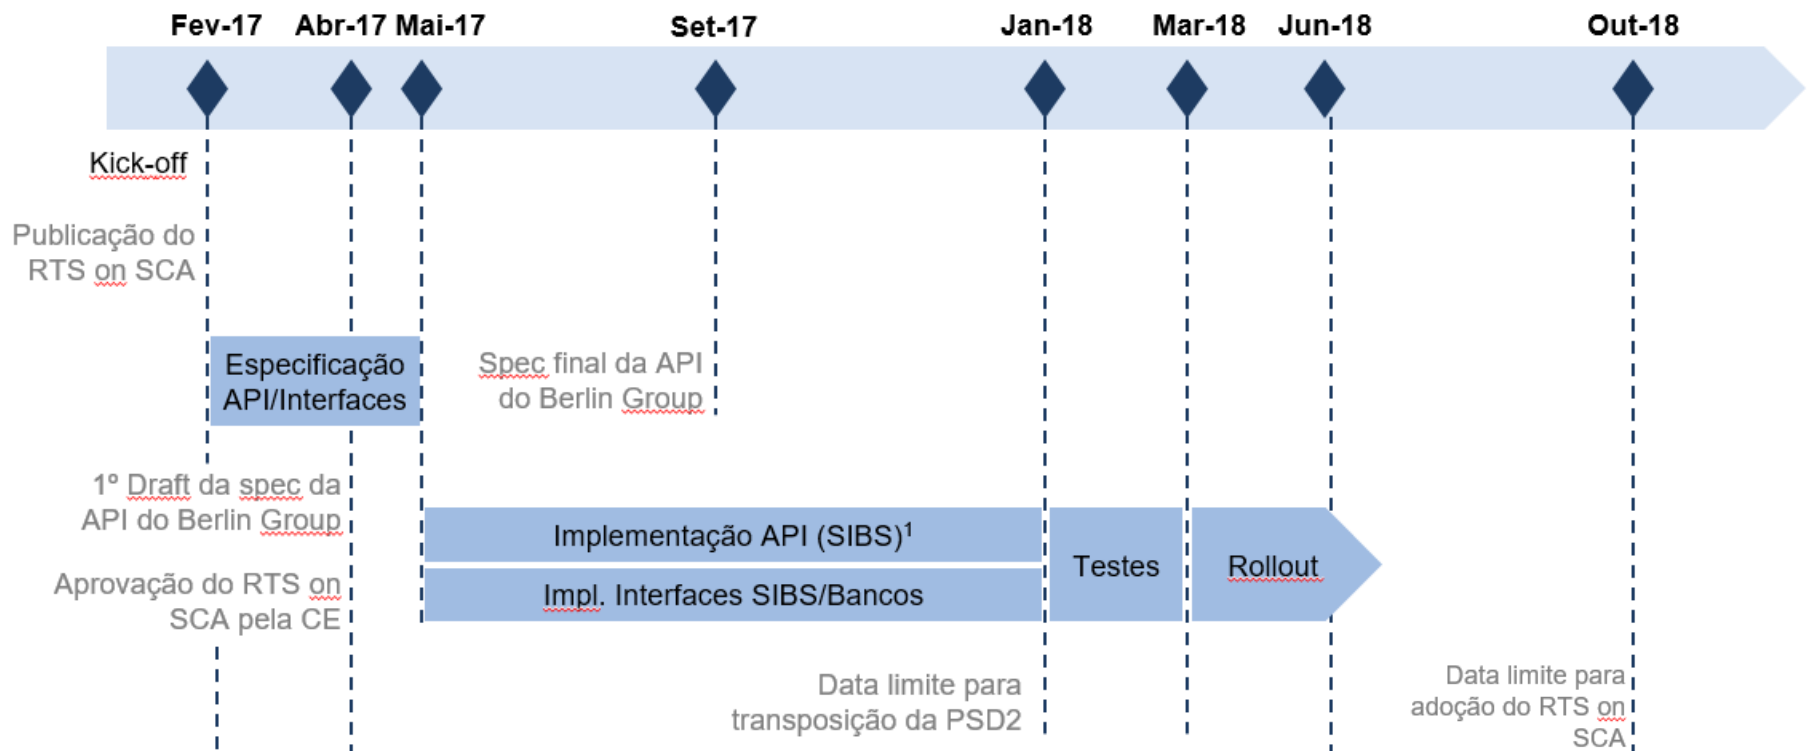 Fev-17
Abr-17
Mai-17
Set-17
Jan-18
Mar-18
Jun-18
Out-18
Kick-off
Publicação do
RTS on SCA
Especificação
API/Interfaces
Spec final da API
do Berlin Group
1º Draft da spec da
API do Berlin Group
Aprovação do RTS on
SCA pela CE
Implementação API (SIBS)¹
Impl. Interfaces SIBS/Bancos
Testes
Rollout
Data limite para
transposição da PSD2
Data limite para
adoção do RTS on
SCA